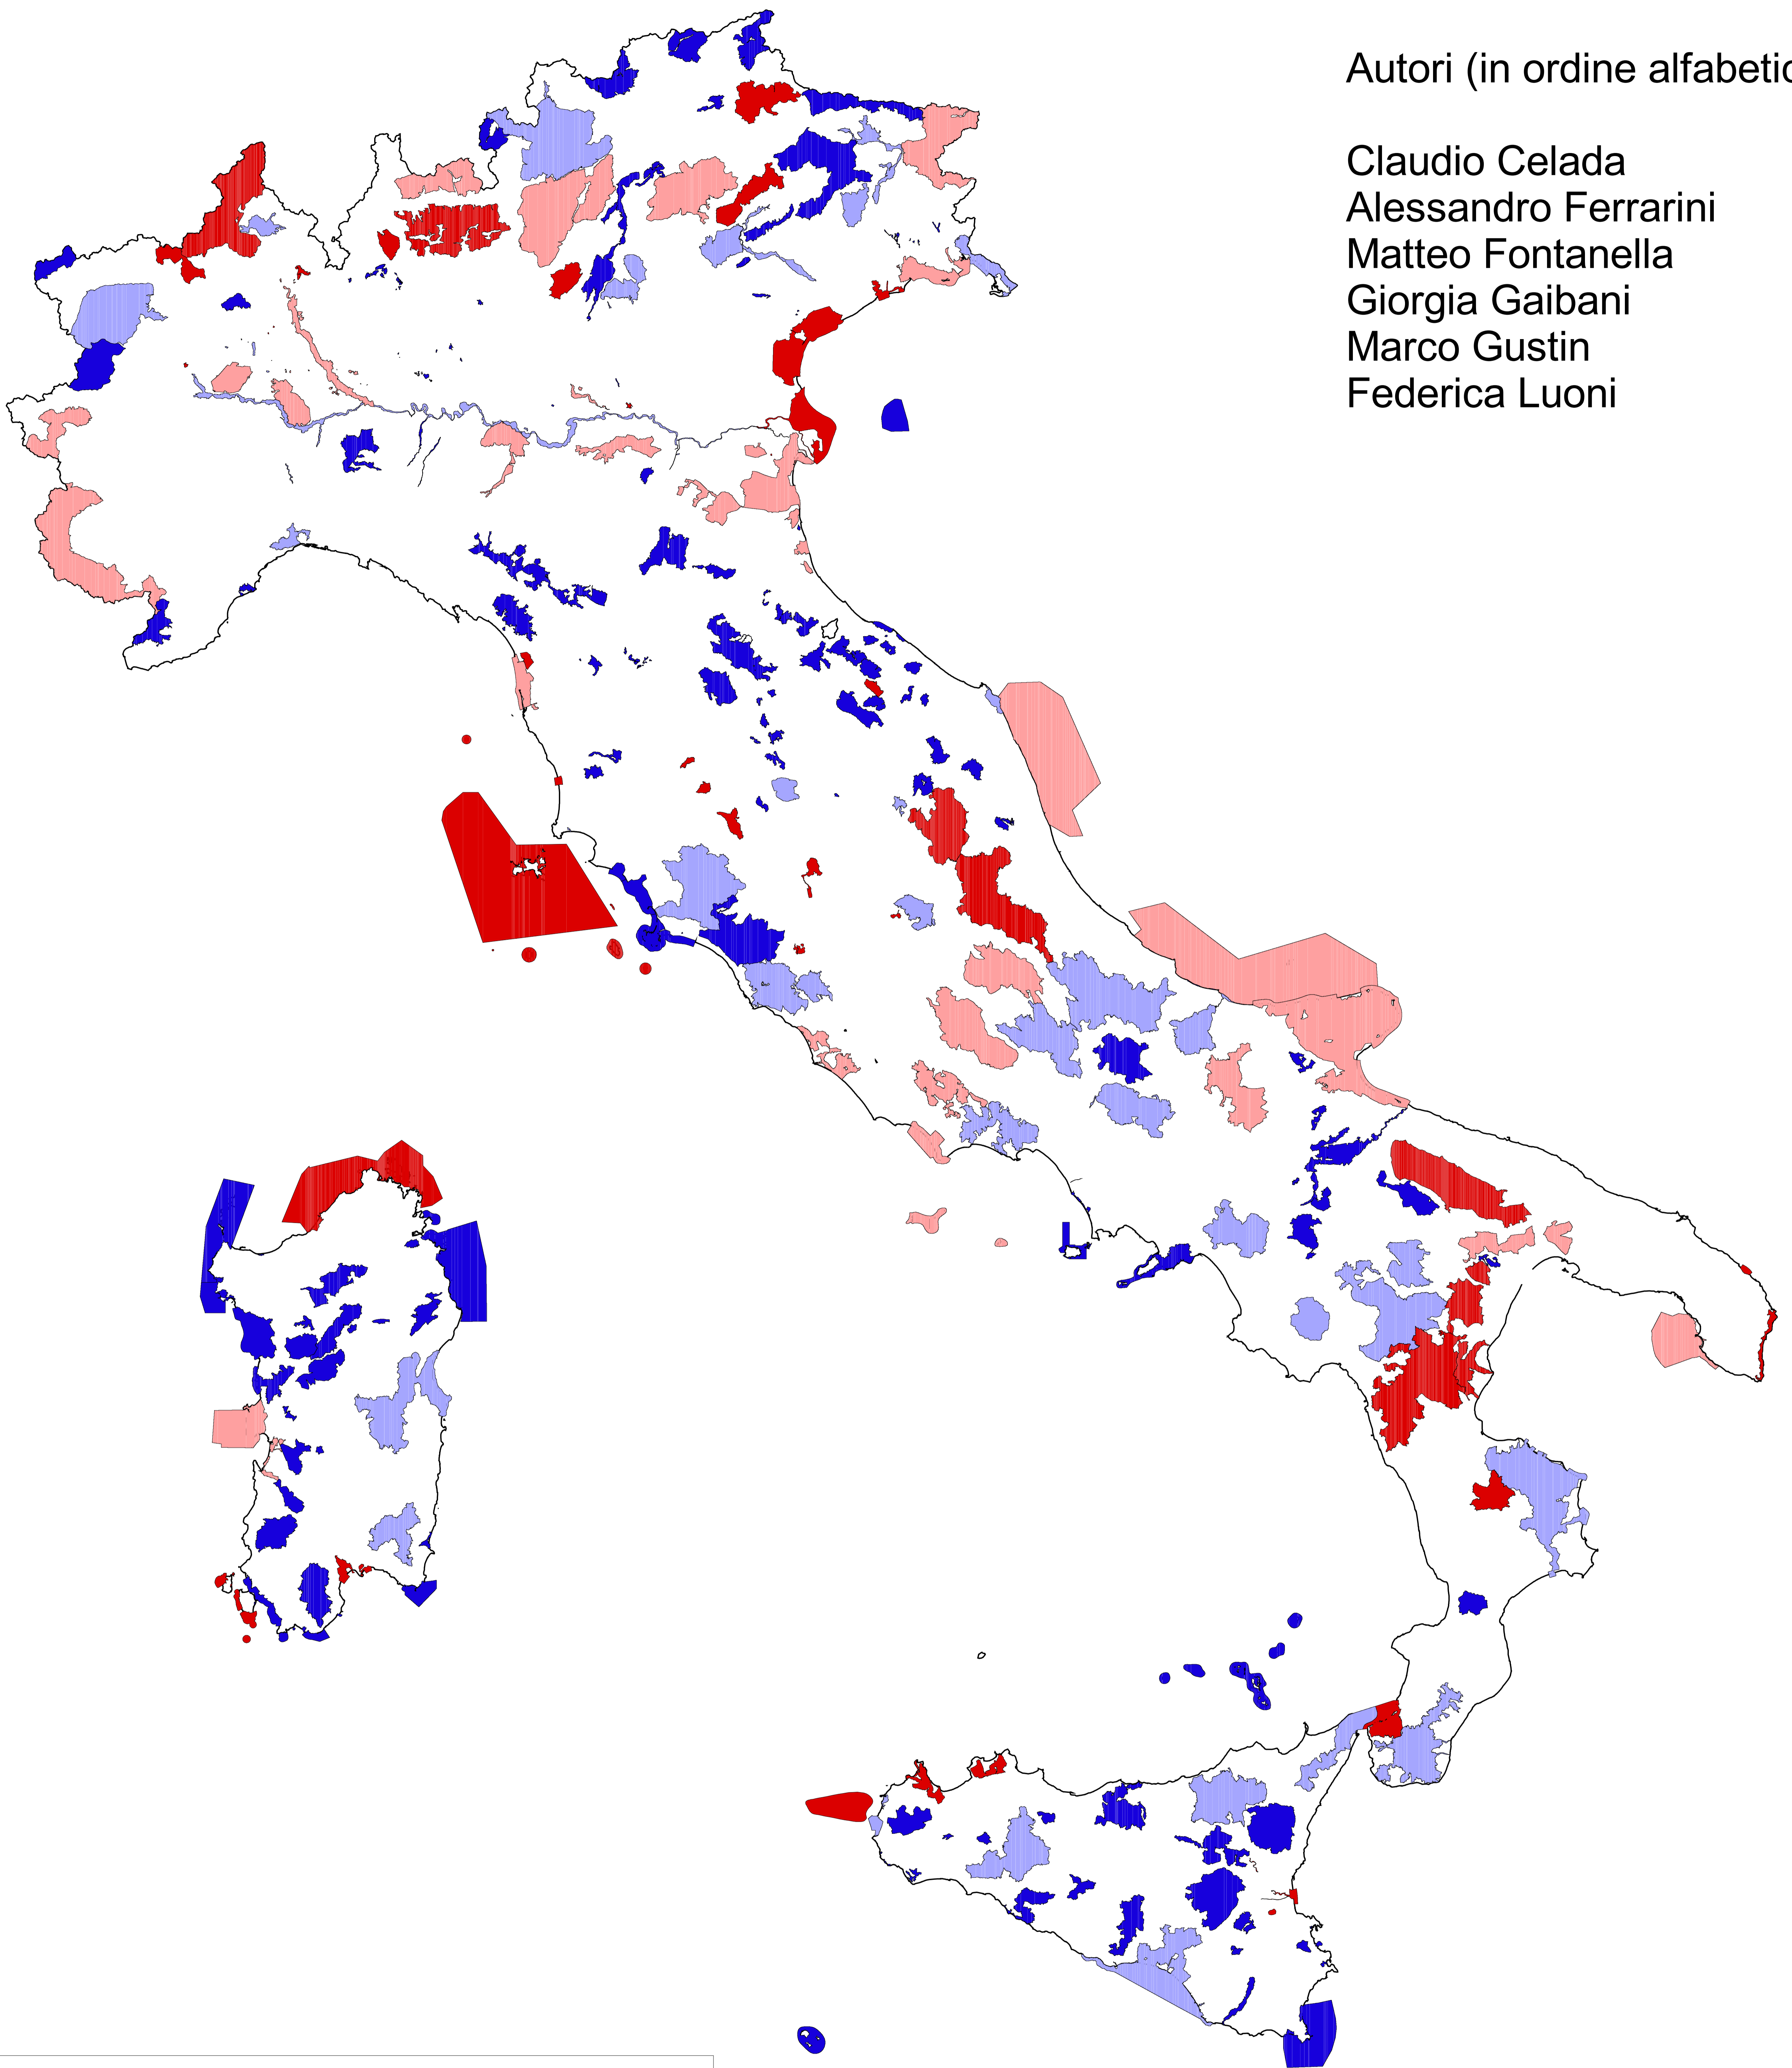 Autori (in ordine alfabetic
Claudio Celada
Alessandro Ferrarini
Matteo Fontanella
Giorgia Gaibani
Marco Gustin
Federica Luoni